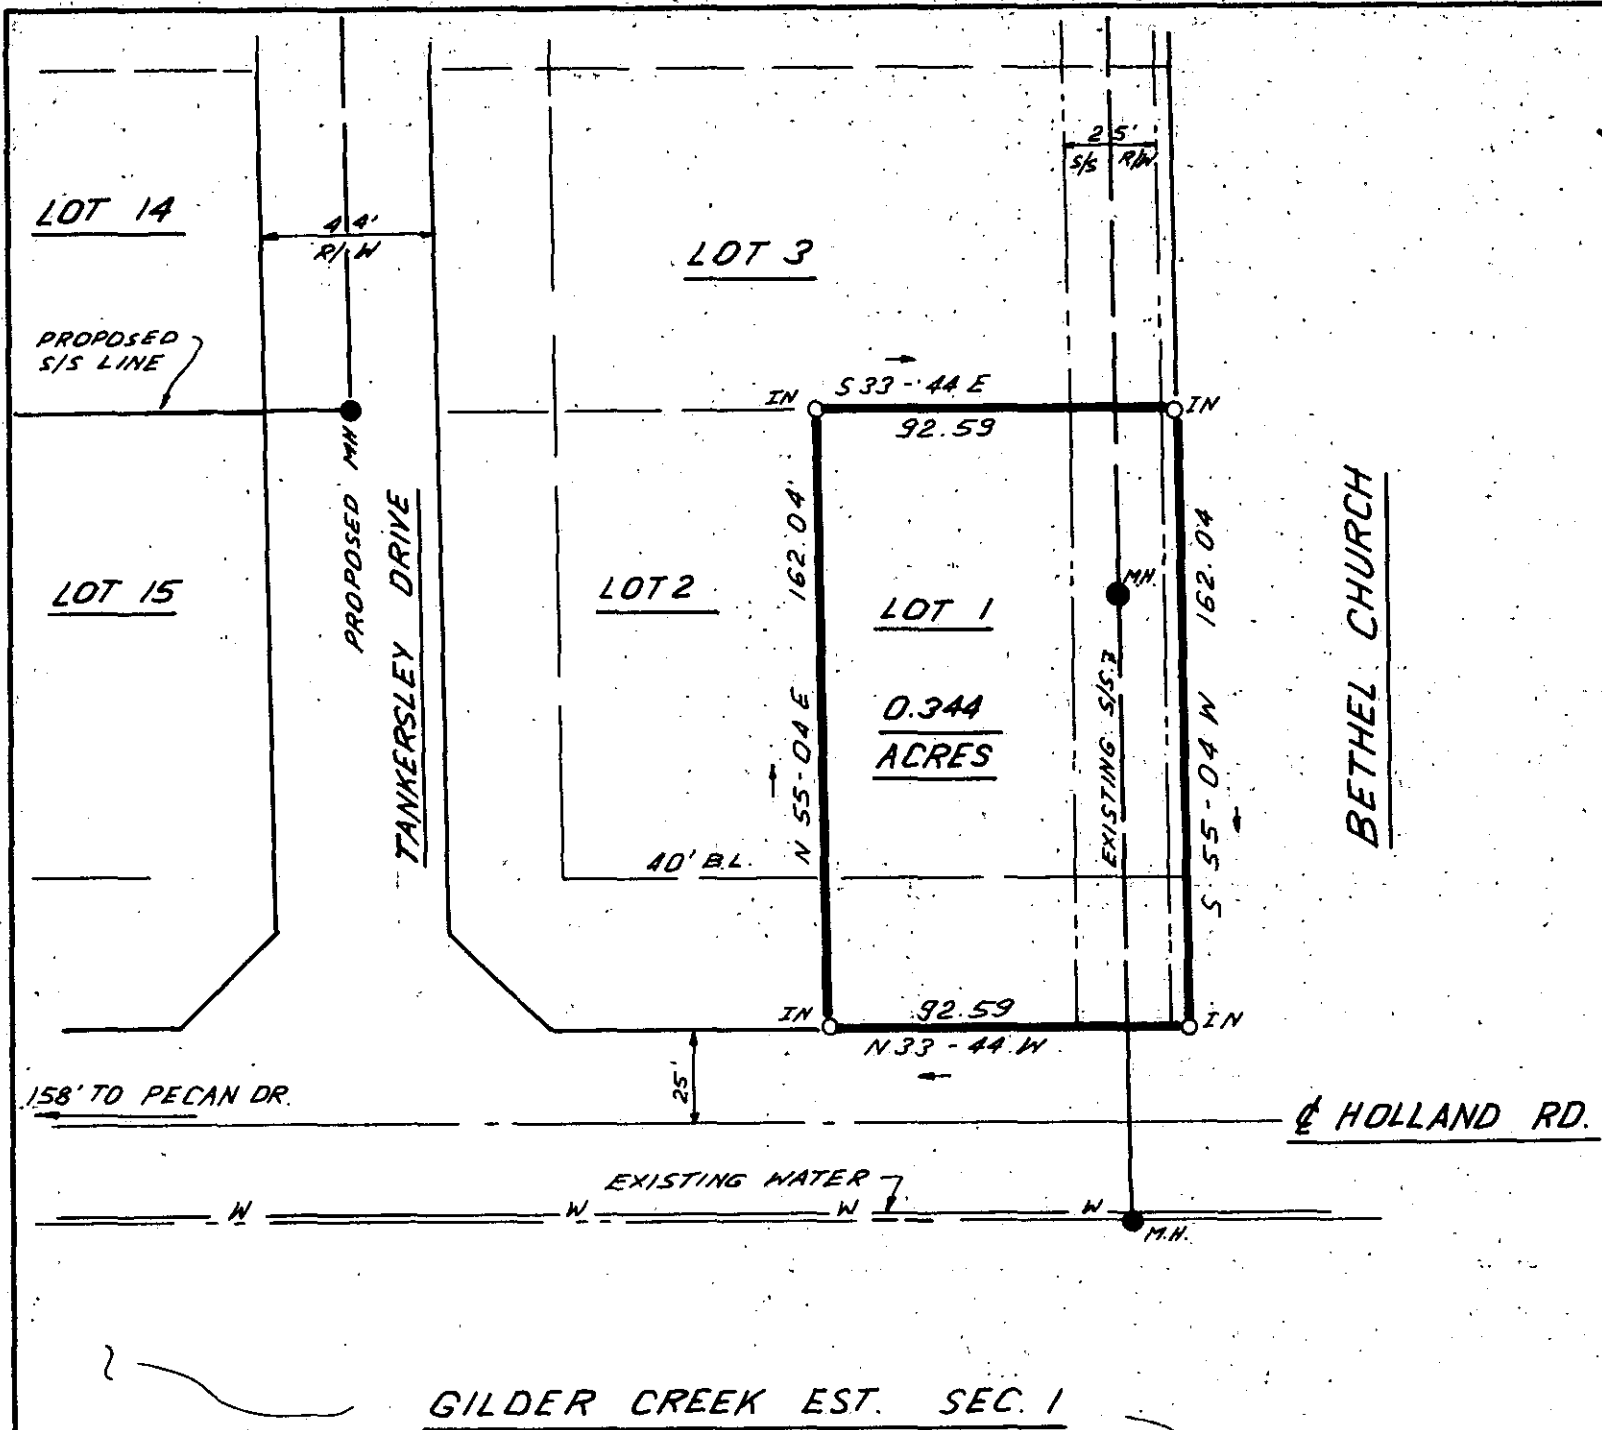 25'
S/S R/W
LOT 14
44'
R/W
LOT 3
PROPOSED
S/S LINE
S 33 - 44 E
IN
IN
92.59
PROPOSED MH
TANKERSLEY DRIVE
162.04'
N 55 - 04 E
162.04
S 55 - 04 W
BETHEL CHURCH
LOT 15
LOT 2
M.H.
LOT 1
0.344
ACRES
EXISTING S/S
40' B.L.
IN
92.59
IN
N 33 - 44 W
25'
158' TO PECAN DR.
℄ HOLLAND RD.
EXISTING WATER
W W W W
M.H.
GILDER CREEK EST. SEC. 1